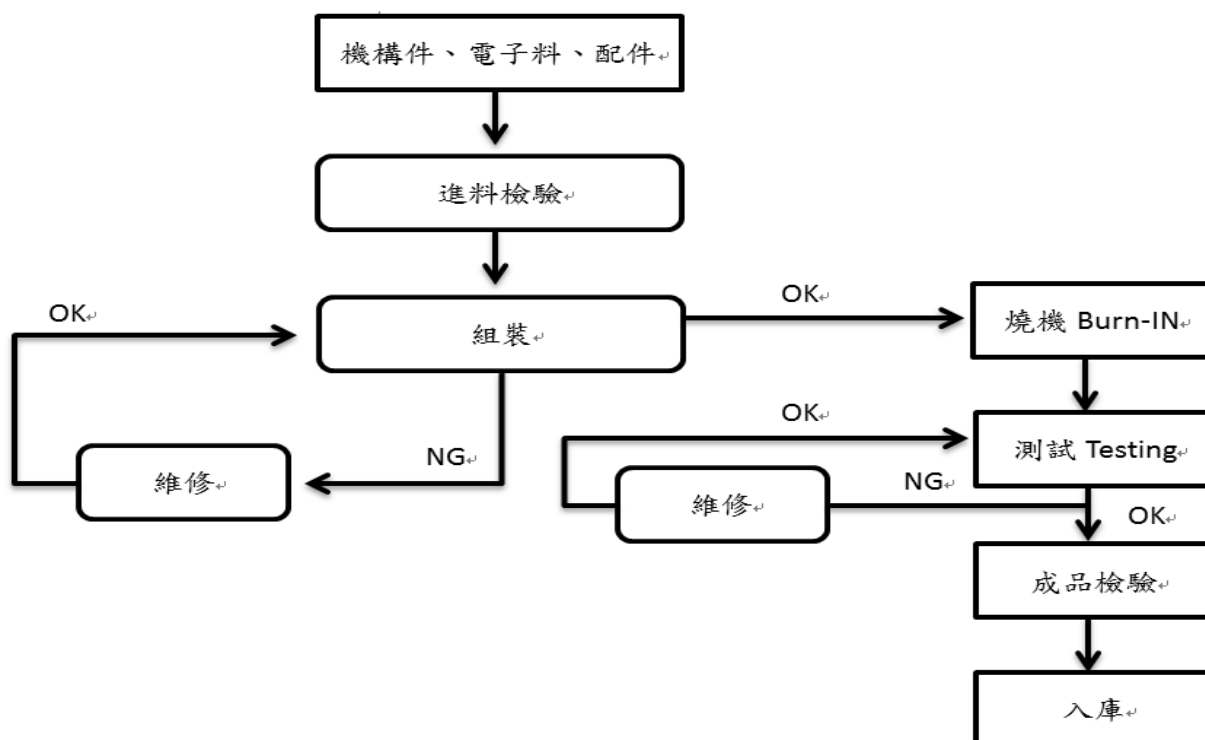 機構件、電子料、配件
進料檢驗
OK
組裝
OK
燒機 Burn-IN
NG
維修
OK
測試 Testing
NG
維修
OK
成品檢驗
入庫